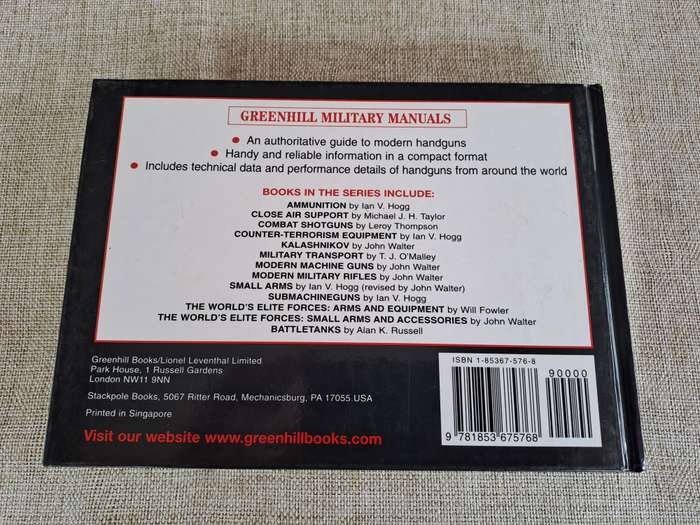 GREENHILL MILITARY MANUALS
• An authoritative guide to modern handguns
• Handy and reliable information in a compact format
• Includes technical data and performance details of handguns from around the world
BOOKS IN THE SERIES INCLUDE:
AMMUNITION by Ian V. Hogg
CLOSE AIR SUPPORT by Michael J. H. Taylor
COMBAT SHOTGUNS by Leroy Thompson
COUNTER-TERRORISM EQUIPMENT by Ian V. Hogg
KALASHNIKOV by John Walter
MILITARY TRANSPORT by T. J. O'Malley
MODERN MACHINE GUNS by John Walter
MODERN MILITARY RIFLES by John Walter
SMALL ARMS by Ian V. Hogg (revised by John Walter)
SUBMACHINEGUNS by Ian V. Hogg
THE WORLD'S ELITE FORCES: ARMS AND EQUIPMENT by Will Fowler
THE WORLD'S ELITE FORCES: SMALL ARMS AND ACCESSORIES by John Walter
BATTLETANKS by Alan K. Russell
Greenhill Books/Lionel Leventhal Limited
Park House, 1 Russell Gardens
London NW11 9NN
Stackpole Books, 5067 Ritter Road, Mechanicsburg, PA 17055 USA
Printed in Singapore
Visit our website www.greenhillbooks.com
ISBN 1-85367-576-8
90000
9 781853 675768